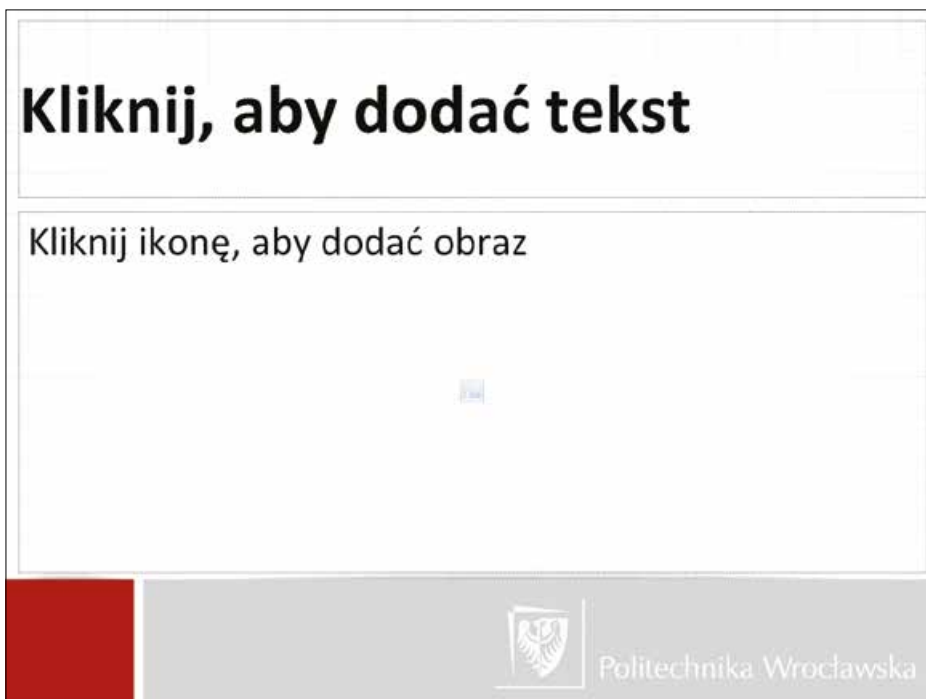 Kliknij, aby dodać tekst
Kliknij ikonę, aby dodać obraz
Politechnika Wrocławska